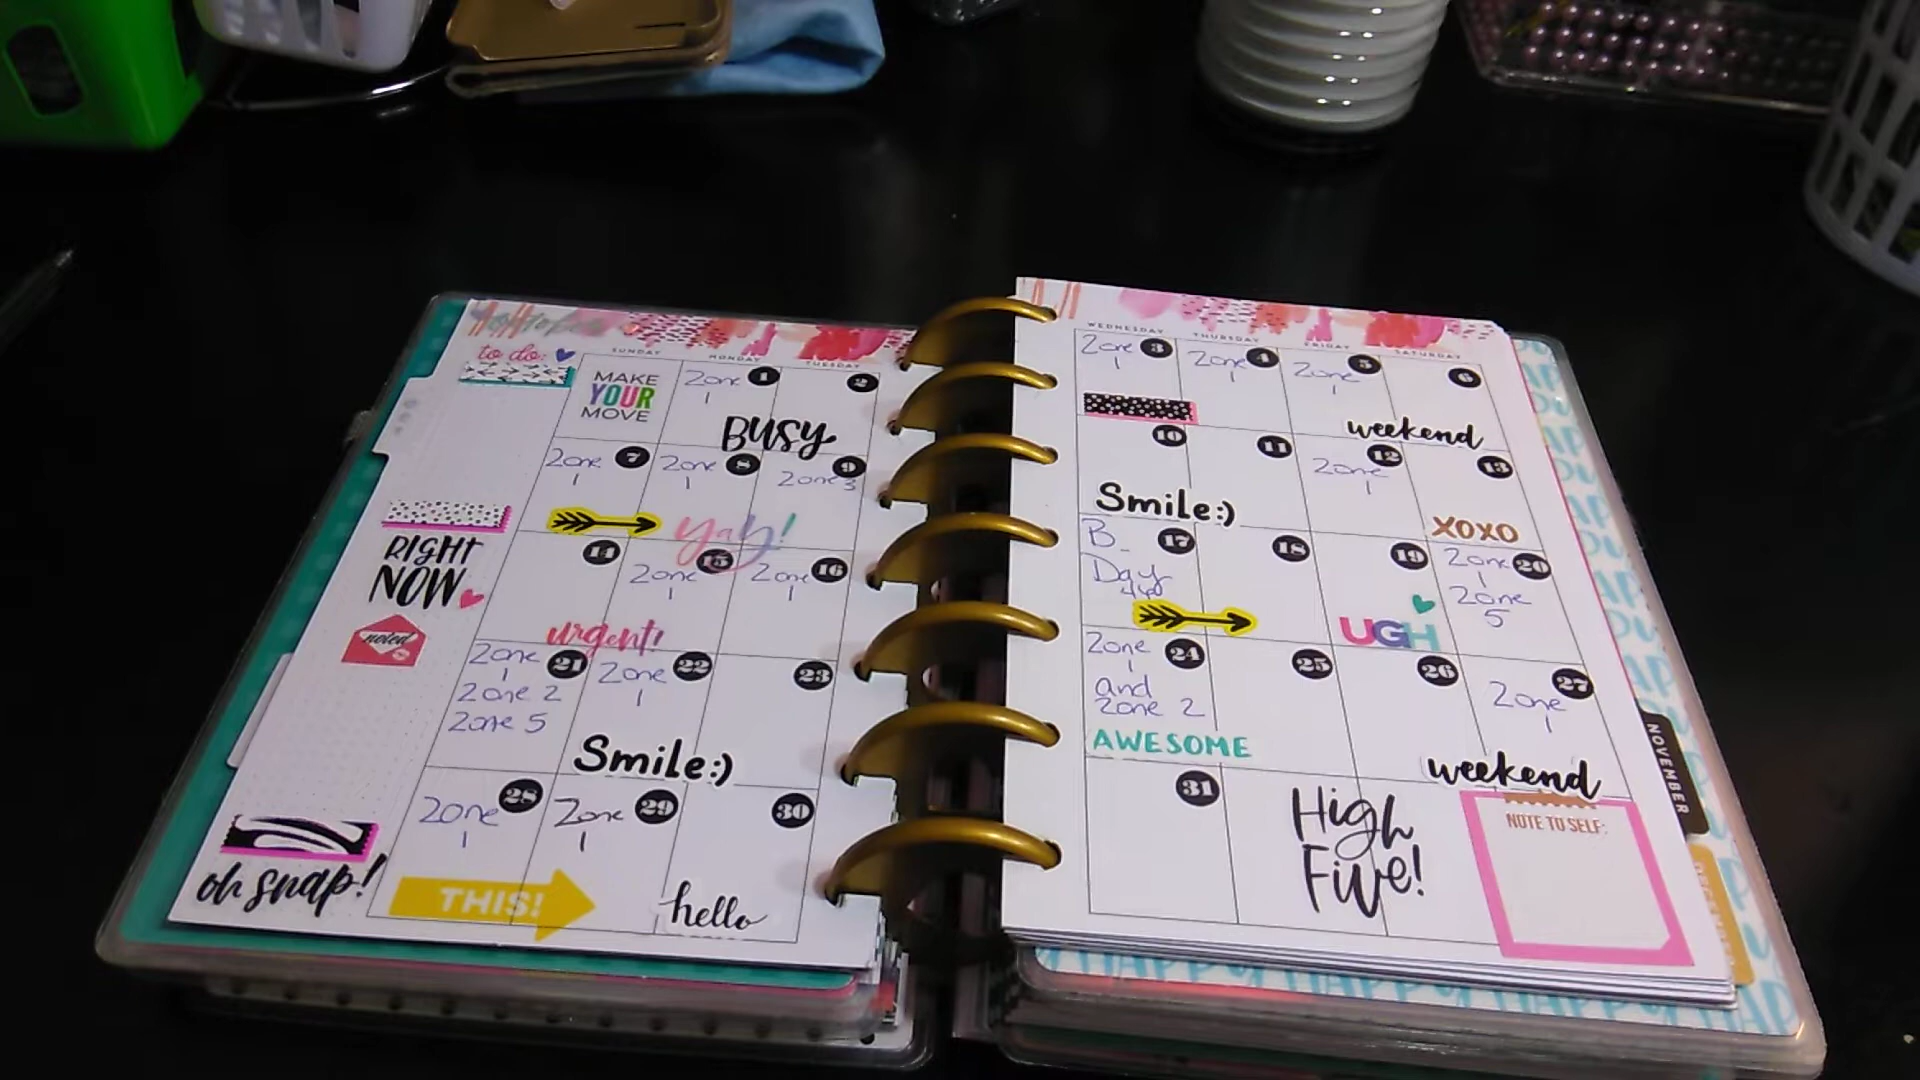 to do:
SUNDAY
MONDAY
TUESDAY
MAKE
YOUR
MOVE
Zone 1
1
2
BUSY
Zone 7
1
Zone 8
1
9
Zone 3
yay!
RIGHT
NOW
noted
14
15
Zone
1
16
Zone
1
urgent!
Zone 21
1
Zone 2
Zone 5
Zone 22
1
23
Smile:)
Zone 28
1
Zone 29
1
30
oh snap!
THIS!
hello
WEDNESDAY
THURSDAY
FRIDAY
SATURDAY
Zone 3
1
Zone 4
1
Zone 5
1
6
weekend
10
11
Zone 12
1
13
Smile:)
XOXO
B 17
Day
18
19
UGH
Zone 20
1
Zone
5
Zone 24
1
and
Zone 2
AWESOME
25
26
27
Zone
1
weekend
31
High
Five!
NOTE TO SELF:
NOVEMBER
HAPPY HAPPY HAPPY